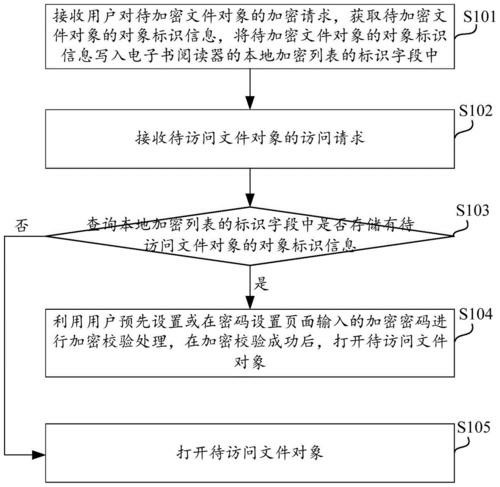 接收用户对待加密文件对象的加密请求，获取待加密文
件对象的对象标识信息，将待加密文件对象的对象标识
信息写入电子书阅读器的本地加密列表的标识字段中
S101
接收待访问文件对象的访问请求
S102
查询本地加密列表的标识字段中是否存储有待
访问文件对象的对象标识信息
S103
否
是
利用用户预先设置或在密码设置页面输入的加密密码进
行加密校验处理，在加密校验成功后，打开待访问文件
对象
S104
打开待访问文件对象
S105